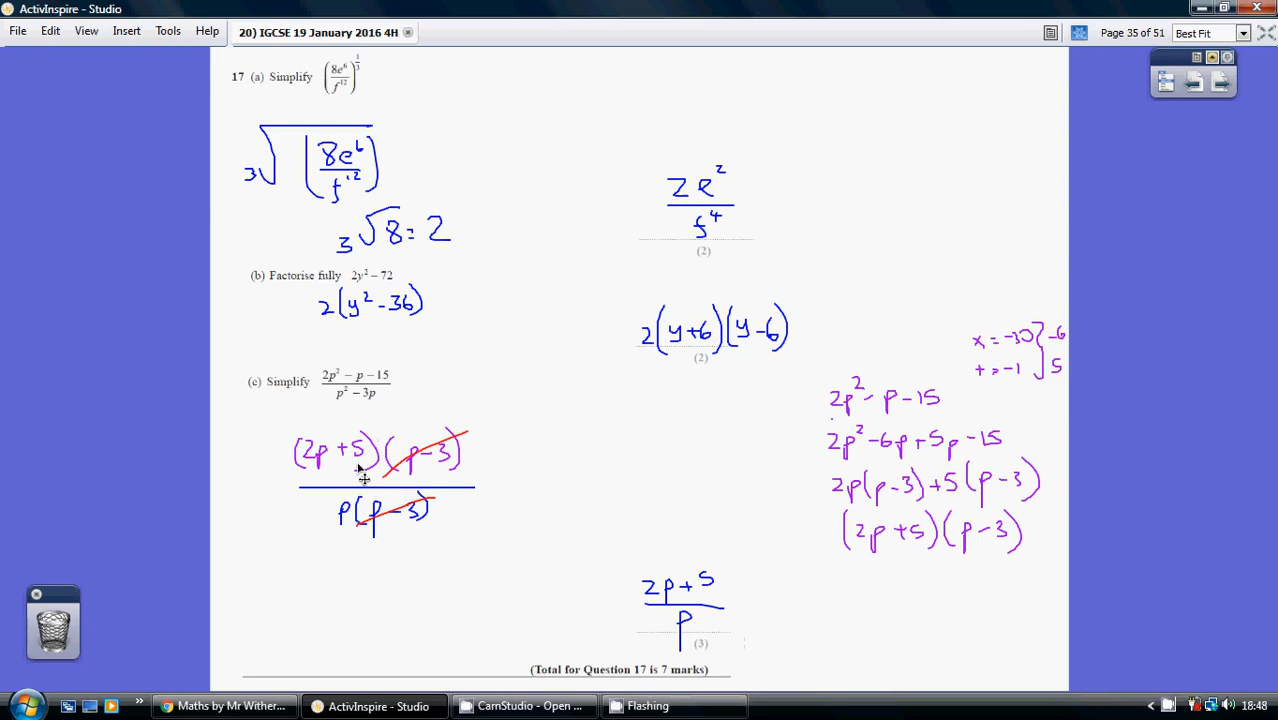 ActivInspire - Studio
File Edit View Insert Tools Help 20) IGCSE 19 January 2016 4H Page 35 of 51 Best Fit
17 (a) Simplify (8e⁶/f¹²)^(1/3)
3√(8e⁶/f¹²)
3√8 = 2
2e²/f⁴
(2)
(b) Factorise fully 2y² – 72
2(y² - 36)
2(y+6)(y-6)
(2)
(c) Simplify (2p² – p – 15)/(p² – 3p)
(2p+5)(p-3)
p(p-3)
x = -30 } -6
+ = -1 } 5
2p² - p - 15
2p² - 6p + 5p - 15
2p(p-3) + 5(p-3)
(2p+5)(p-3)
2p+5
p
(3)
(Total for Question 17 is 7 marks)
Maths by Mr Wither... ActivInspire - Studio CamStudio - Open ... Flashing 18:48